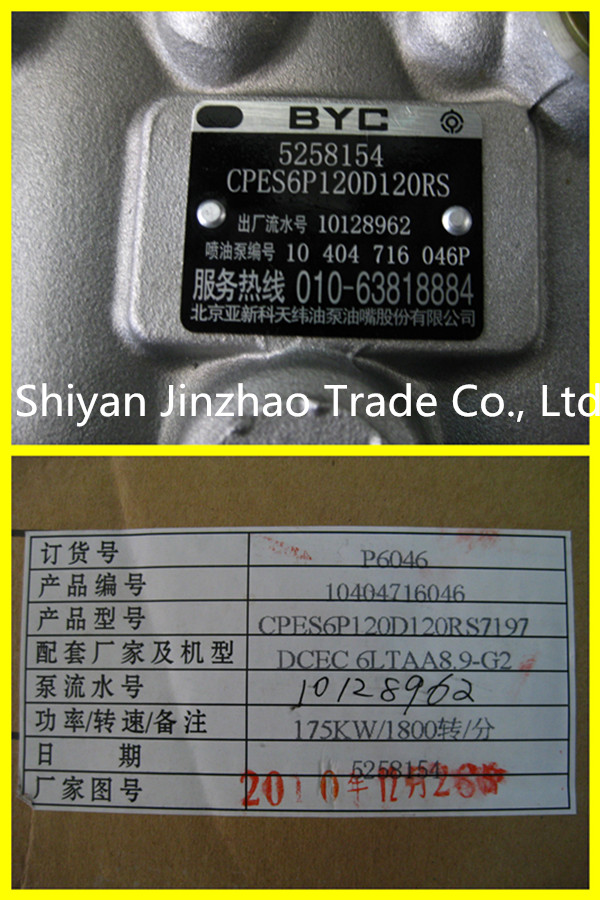 BYC
5258154
CPES6P120D120RS
出厂流水号 10128962
喷油泵编号 10 404 716 046P
服务热线 010-63818884
北京亚新科天纬油泵油嘴股份有限公司
Shiyan Jinzhao Trade Co., Ltd
订货号 P6046
产品编号 10404716046
产品型号 CPES6P120D120RS7197
配套厂家及机型 DCEC 6LTAA8.9-G2
泵流水号 10128962
功率/转速/备注 175KW/1800转/分
日 期 5258154
厂家图号 2010年12月